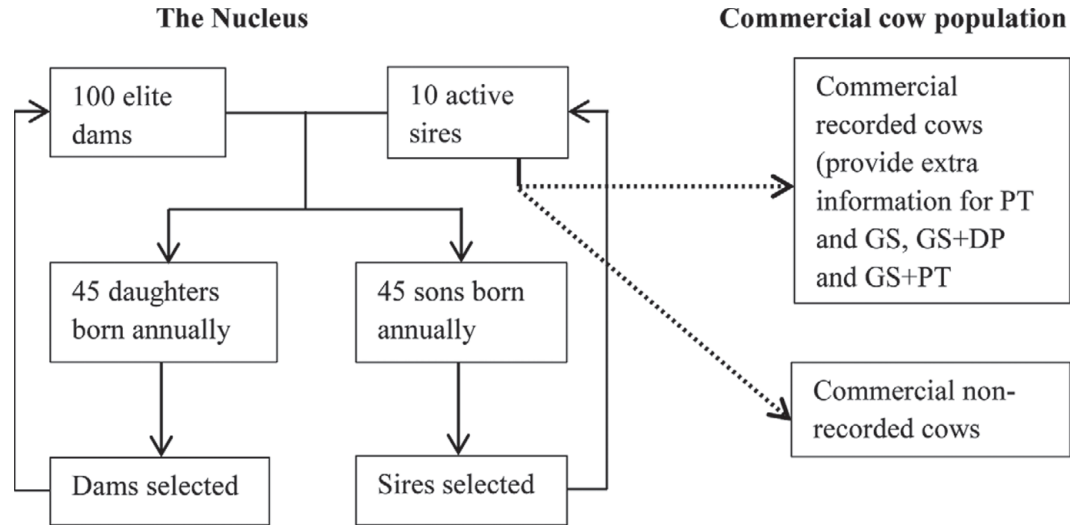 The Nucleus
Commercial cow population
100 elite
dams
10 active
sires
45 daughters
born annually
45 sons born
annually
Dams selected
Sires selected
Commercial
recorded cows
(provide extra
information for PT
and GS, GS+DP
and GS+PT
Commercial non-
recorded cows